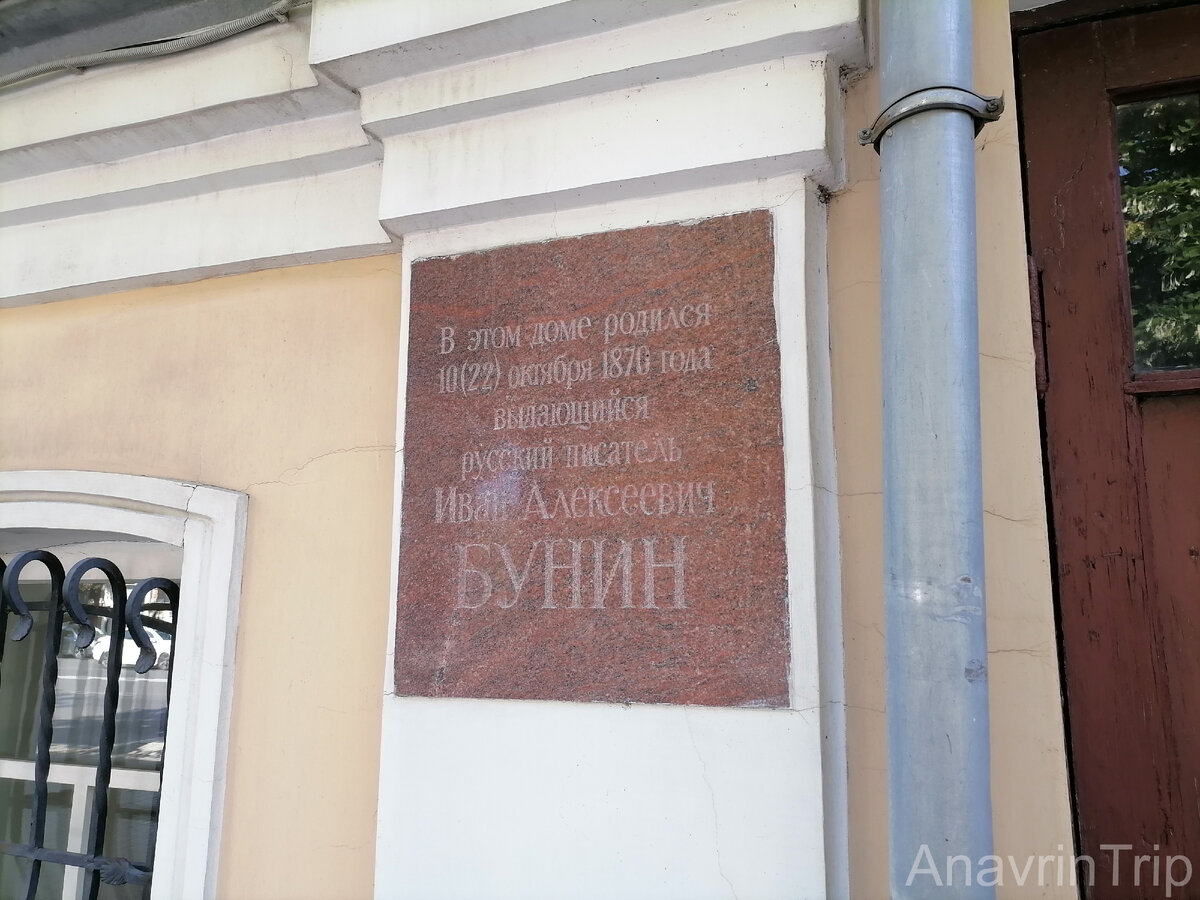 В этом доме родился
10(22) октября 1870 года
выдающийся
русский писатель
Иван Алексеевич
БУНИН
AnavrinTrip